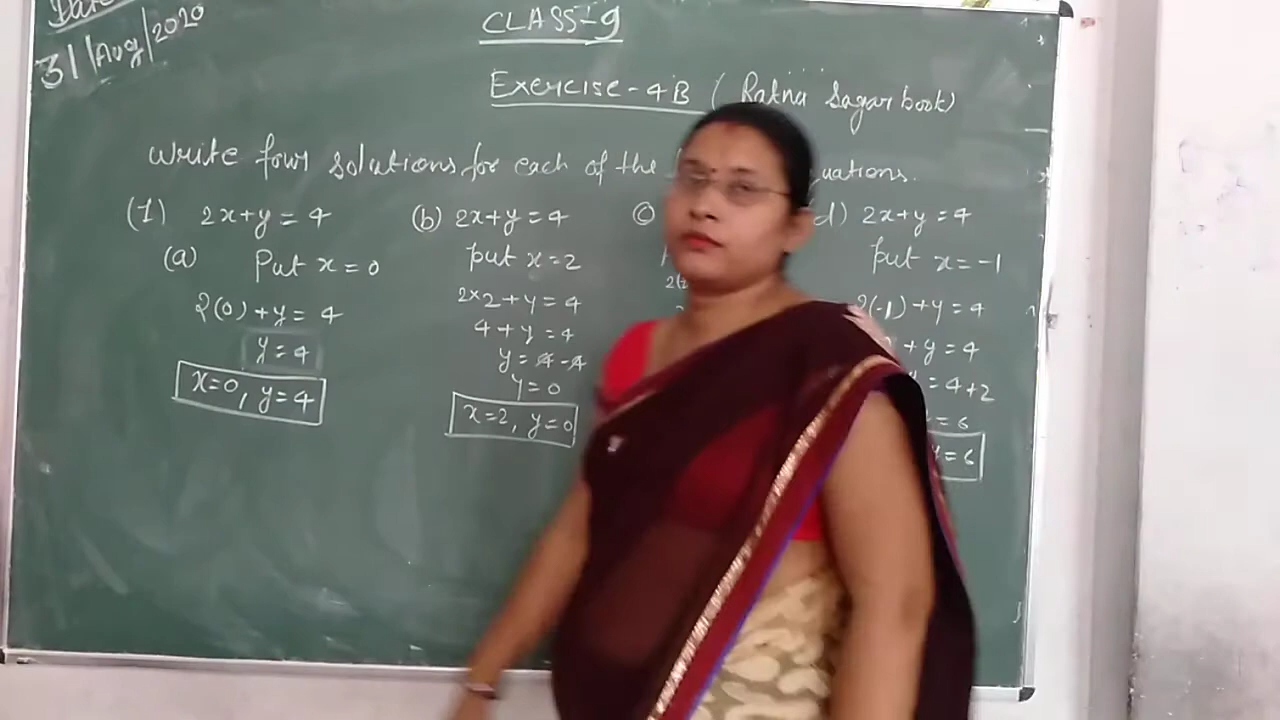 Date
31/Aug/2020
CLASS-9
Exercise-4B (Ratna Sagar book)
Write four solutions for each of the uations.
(1) 2x+y=4
(a) Put x=0
2(0)+y=4
y=4
x=0, y=4
(b) 2x+y=4
put x=2
2×2+y=4
4+y=4
y=4-4
y=0
x=2, y=0
(c)
2(
d) 2x+y=4
put x=-1
2(-1)+y=4
+y=4
=4+2
=6
y=6